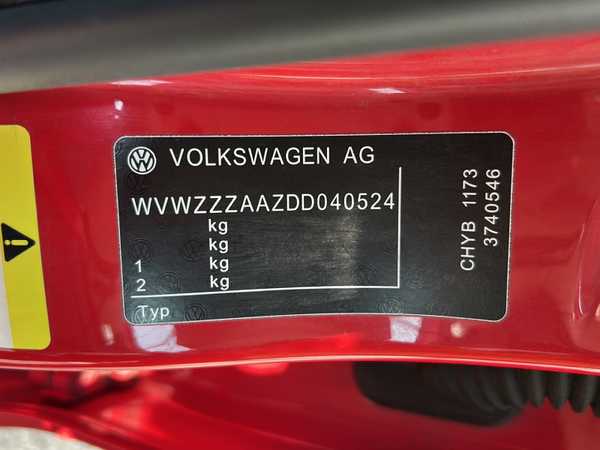 VOLKSWAGEN AG
WVWZZZAAZDD040524
kg
kg
1 kg
2 kg
Typ
CHYB 1173
3740546